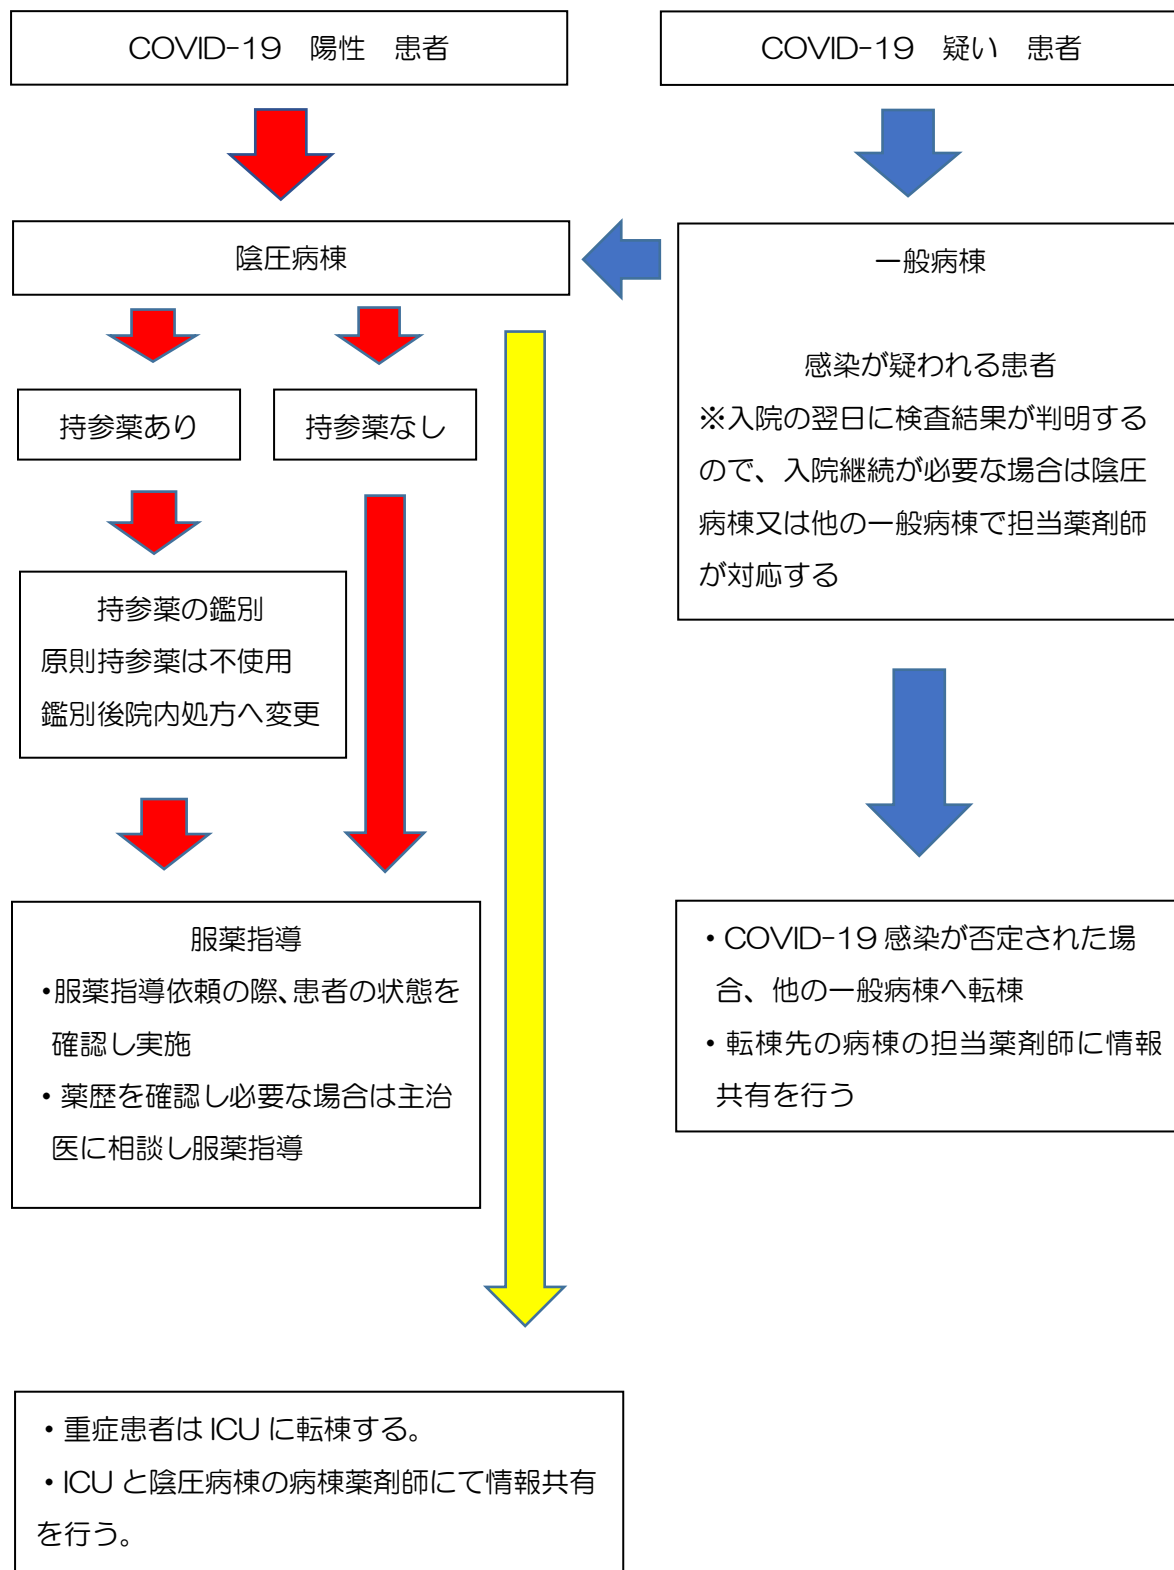 COVID-19 陽性 患者
COVID-19 疑い 患者
陰圧病棟
一般病棟
感染が疑われる患者
※入院の翌日に検査結果が判明する
ので、入院継続が必要な場合は陰圧
病棟又は他の一般病棟で担当薬剤師
が対応する
持参薬あり
持参薬なし
持参薬の鑑別
原則持参薬は不使用
鑑別後院内処方へ変更
服薬指導
・服薬指導依頼の際、患者の状態を
確認し実施
・薬歴を確認し必要な場合は主治
医に相談し服薬指導
・COVID-19 感染が否定された場
合、他の一般病棟へ転棟
・転棟先の病棟の担当薬剤師に情報
共有を行う
・重症患者は ICU に転棟する。
・ICU と陰圧病棟の病棟薬剤師にて情報共有
を行う。